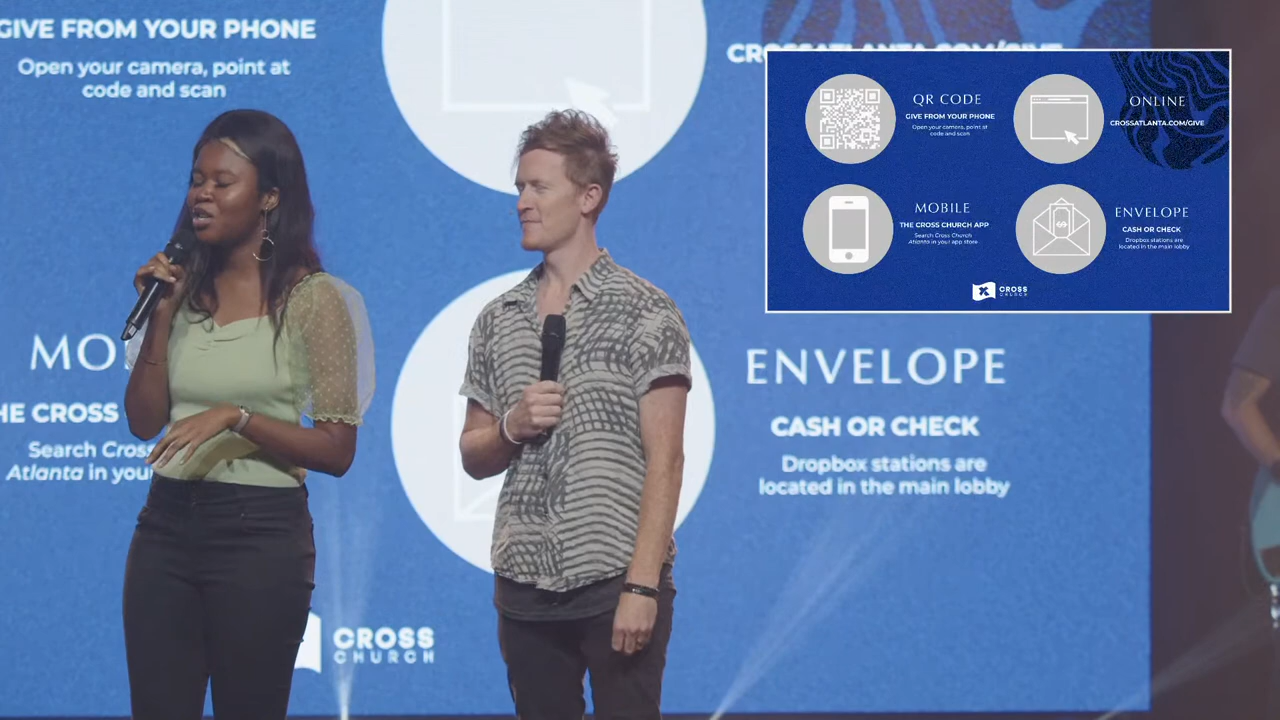 GIVE FROM YOUR PHONE
Open your camera, point at
code and scan
CROSSATLANTA.COM/GIVE
MO
HE CROSS
Search Cross
Atlanta in your
ENVELOPE
CASH OR CHECK
Dropbox stations are
located in the main lobby
CROSS
CHURCH
QR CODE
GIVE FROM YOUR PHONE
Open your camera, point at
code and scan
ONLINE
CROSSATLANTA.COM/GIVE
MOBILE
THE CROSS CHURCH APP
Search Cross Church
Atlanta in your app store
ENVELOPE
CASH OR CHECK
Dropbox stations are
located in the main lobby
CROSS
CHURCH